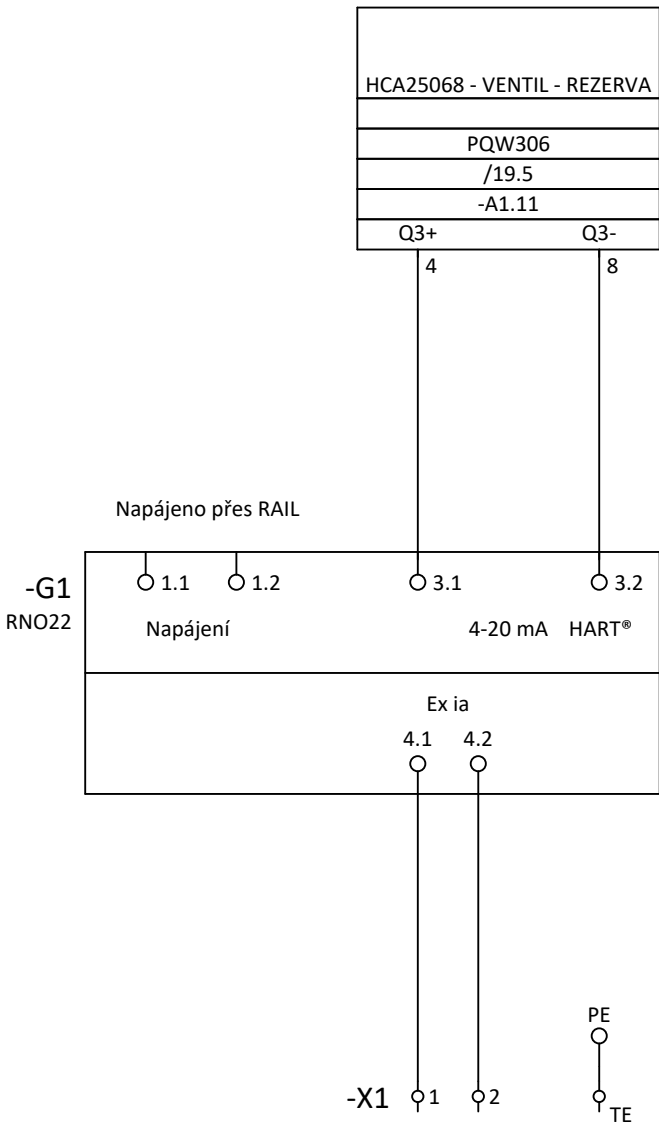 HCA25068 - VENTIL - REZERVA
PQW306
/19.5
-A1.11
Q3+ Q3-
4 8
Napájeno přes RAIL
-G1 1.1 1.2 3.1 3.2
RNO22 Napájení 4-20 mA HART®
Ex ia
4.1 4.2
PE
-X1 1 2
TE